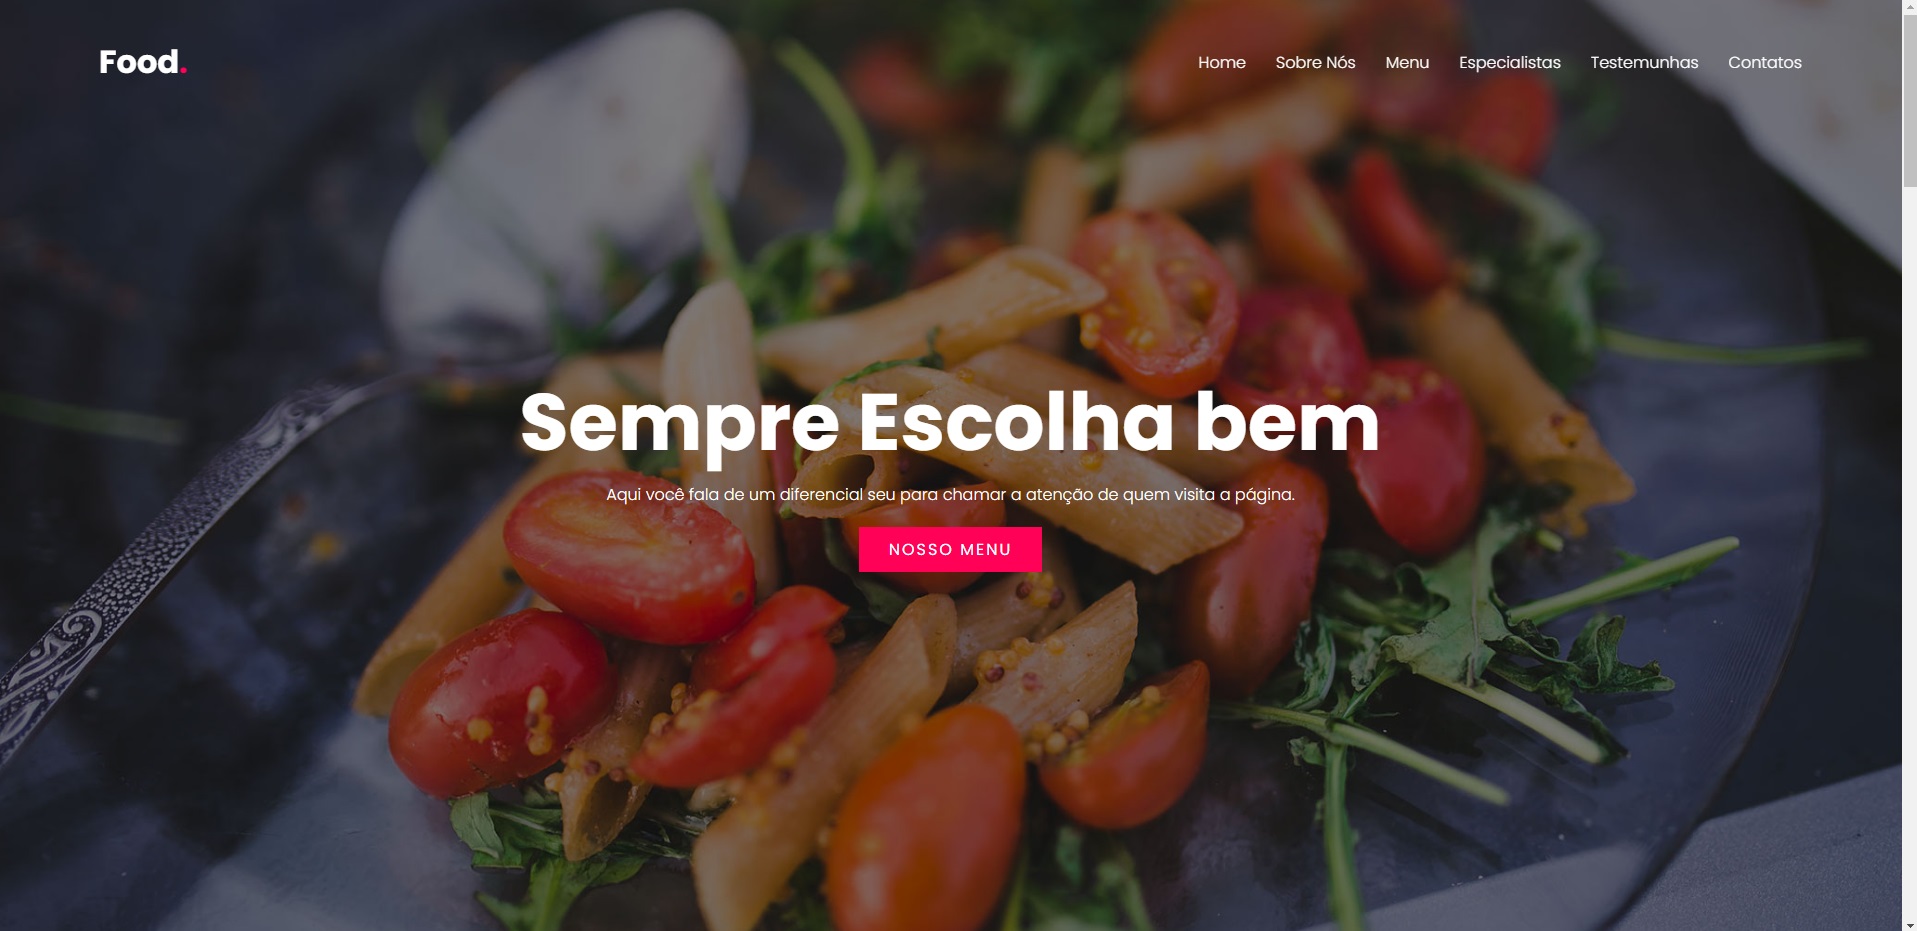 Food.
Home Sobre Nós Menu Especialistas Testemunhas Contatos
Sempre Escolha bem
Aqui você fala de um diferencial seu para chamar a atenção de quem visita a página.
NOSSO MENU